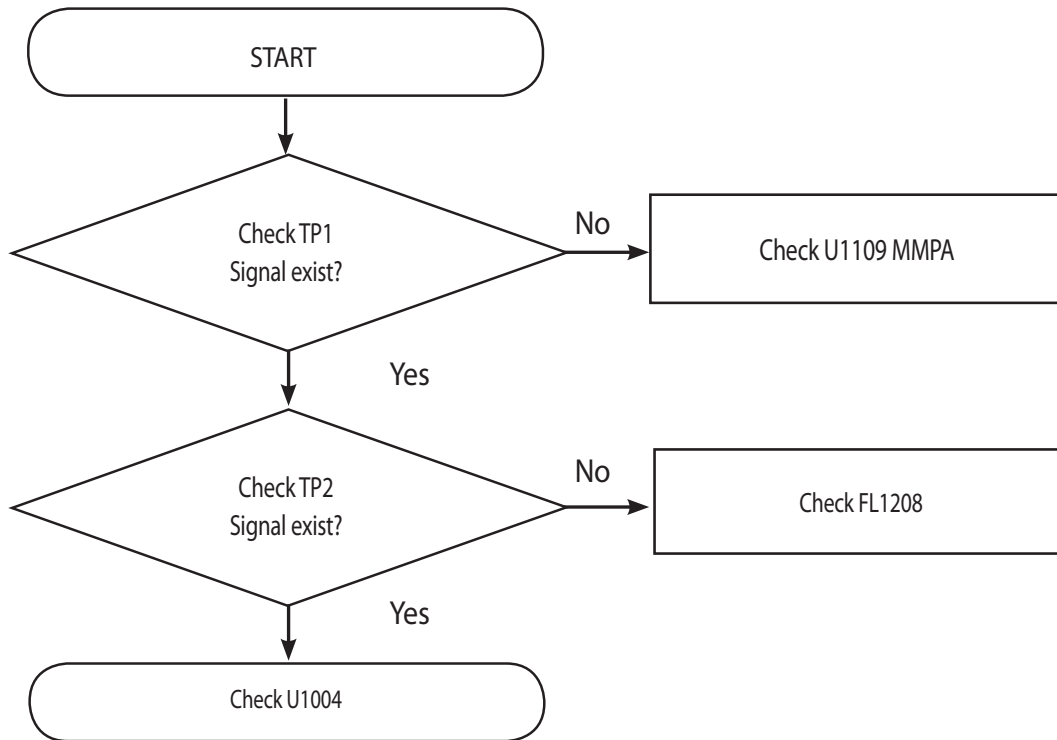 START
Check TP1
Signal exist?
No
Check U1109 MMPA
Yes
Check TP2
Signal exist?
No
Check FL1208
Yes
Check U1004